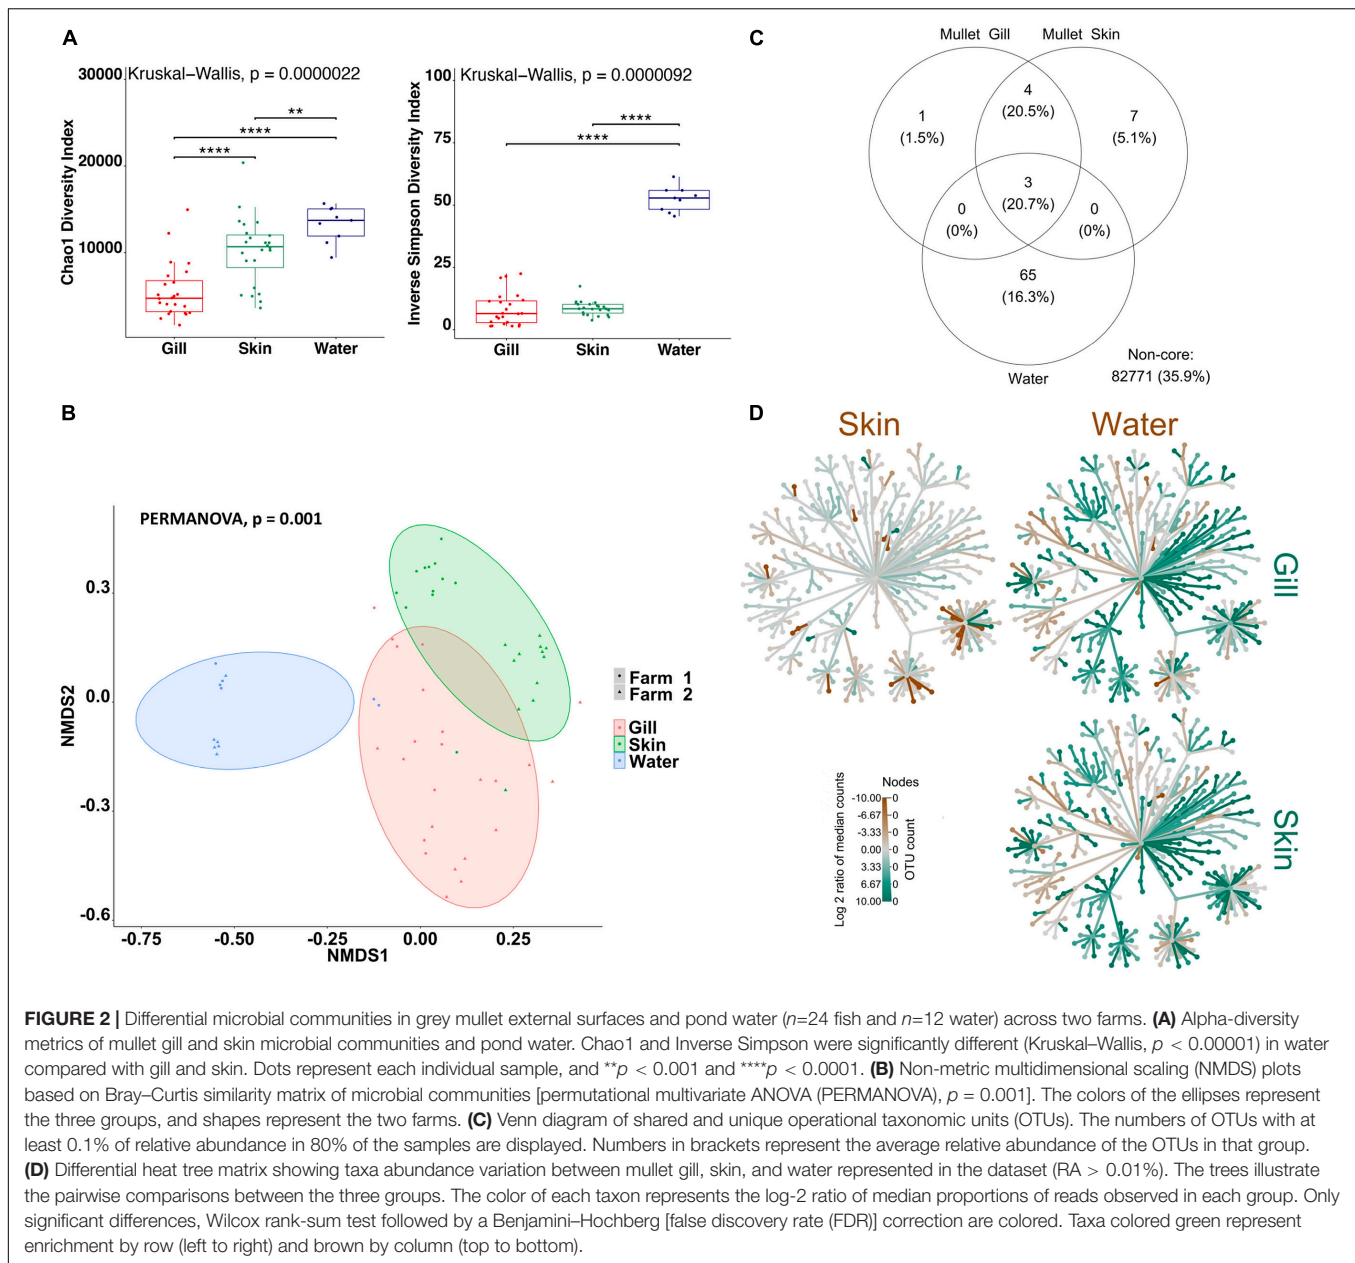 A
Kruskal–Wallis, p = 0.0000022
30000
20000
10000
Chao1 Diversity Index
**
****
****
Gill Skin Water
Kruskal–Wallis, p = 0.0000092
100
75
50
25
0
Inverse Simpson Diversity Index
****
****
Gill Skin Water
C
Mullet Gill
Mullet Skin
1
(1.5%)
4
(20.5%)
7
(5.1%)
3
(20.7%)
0
(0%)
0
(0%)
65
(16.3%)
Water
Non-core:
82771 (35.9%)
B
PERMANOVA, p = 0.001
0.3
0.0
-0.3
-0.6
NMDS2
-0.75 -0.50 -0.25 0.00 0.25
NMDS1
Farm 1
Farm 2
Gill
Skin
Water
D
Skin
Water
Gill
Skin
Nodes
-10.00 0
-6.67 0
-3.33 0
0.00 0
3.33 0
6.67 0
10.00 0
Log 2 ratio of median counts
OTU count
FIGURE 2 | Differential microbial communities in grey mullet external surfaces and pond water (n=24 fish and n=12 water) across two farms. (A) Alpha-diversity
metrics of mullet gill and skin microbial communities and pond water. Chao1 and Inverse Simpson were significantly different (Kruskal–Wallis, p < 0.00001) in water
compared with gill and skin. Dots represent each individual sample, and **p < 0.001 and ****p < 0.0001. (B) Non-metric multidimensional scaling (NMDS) plots
based on Bray–Curtis similarity matrix of microbial communities [permutational multivariate ANOVA (PERMANOVA), p = 0.001]. The colors of the ellipses represent
the three groups, and shapes represent the two farms. (C) Venn diagram of shared and unique operational taxonomic units (OTUs). The numbers of OTUs with at
least 0.1% of relative abundance in 80% of the samples are displayed. Numbers in brackets represent the average relative abundance of the OTUs in that group.
(D) Differential heat tree matrix showing taxa abundance variation between mullet gill, skin, and water represented in the dataset (RA > 0.01%). The trees illustrate
the pairwise comparisons between the three groups. The color of each taxon represents the log-2 ratio of median proportions of reads observed in each group. Only
significant differences, Wilcox rank-sum test followed by a Benjamini–Hochberg [false discovery rate (FDR)] correction are colored. Taxa colored green represent
enrichment by row (left to right) and brown by column (top to bottom).